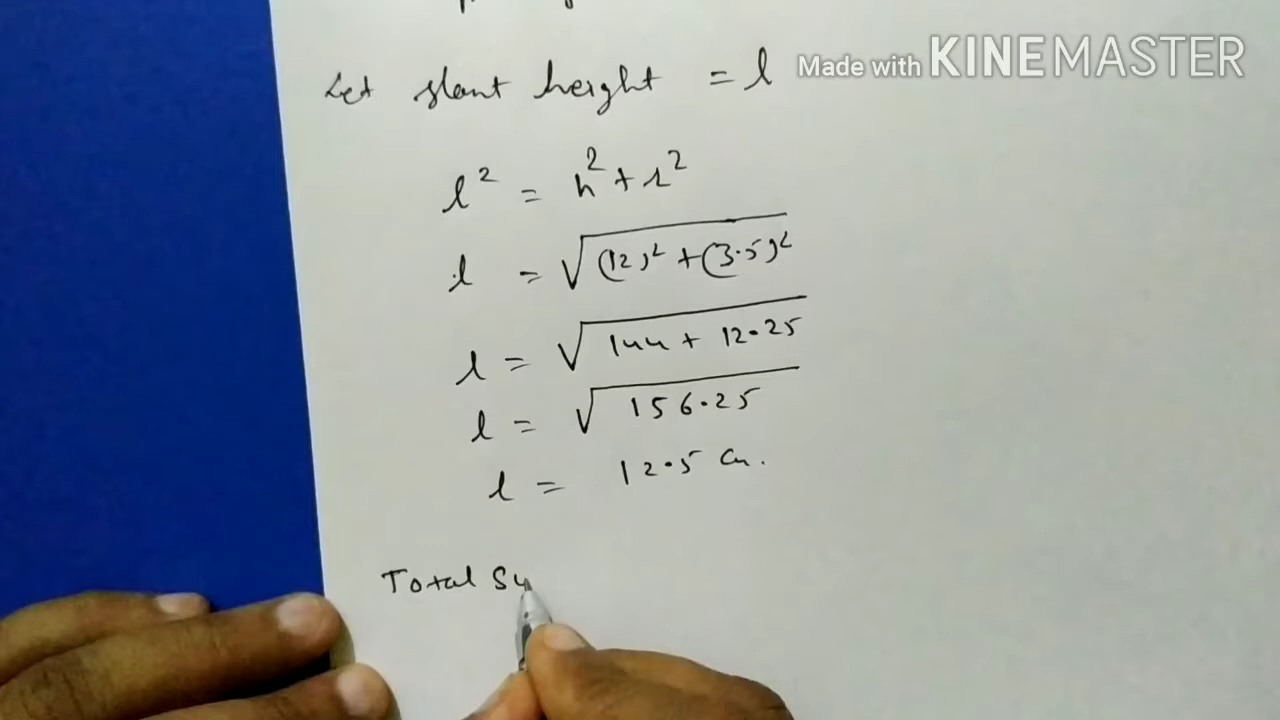 Made with KINEMASTER
Let slant height = l
l² = h² + r²
l = √(12)² + (3.5)²
l = √144 + 12.25
l = √156.25
l = 12.5 cm.
Total Su